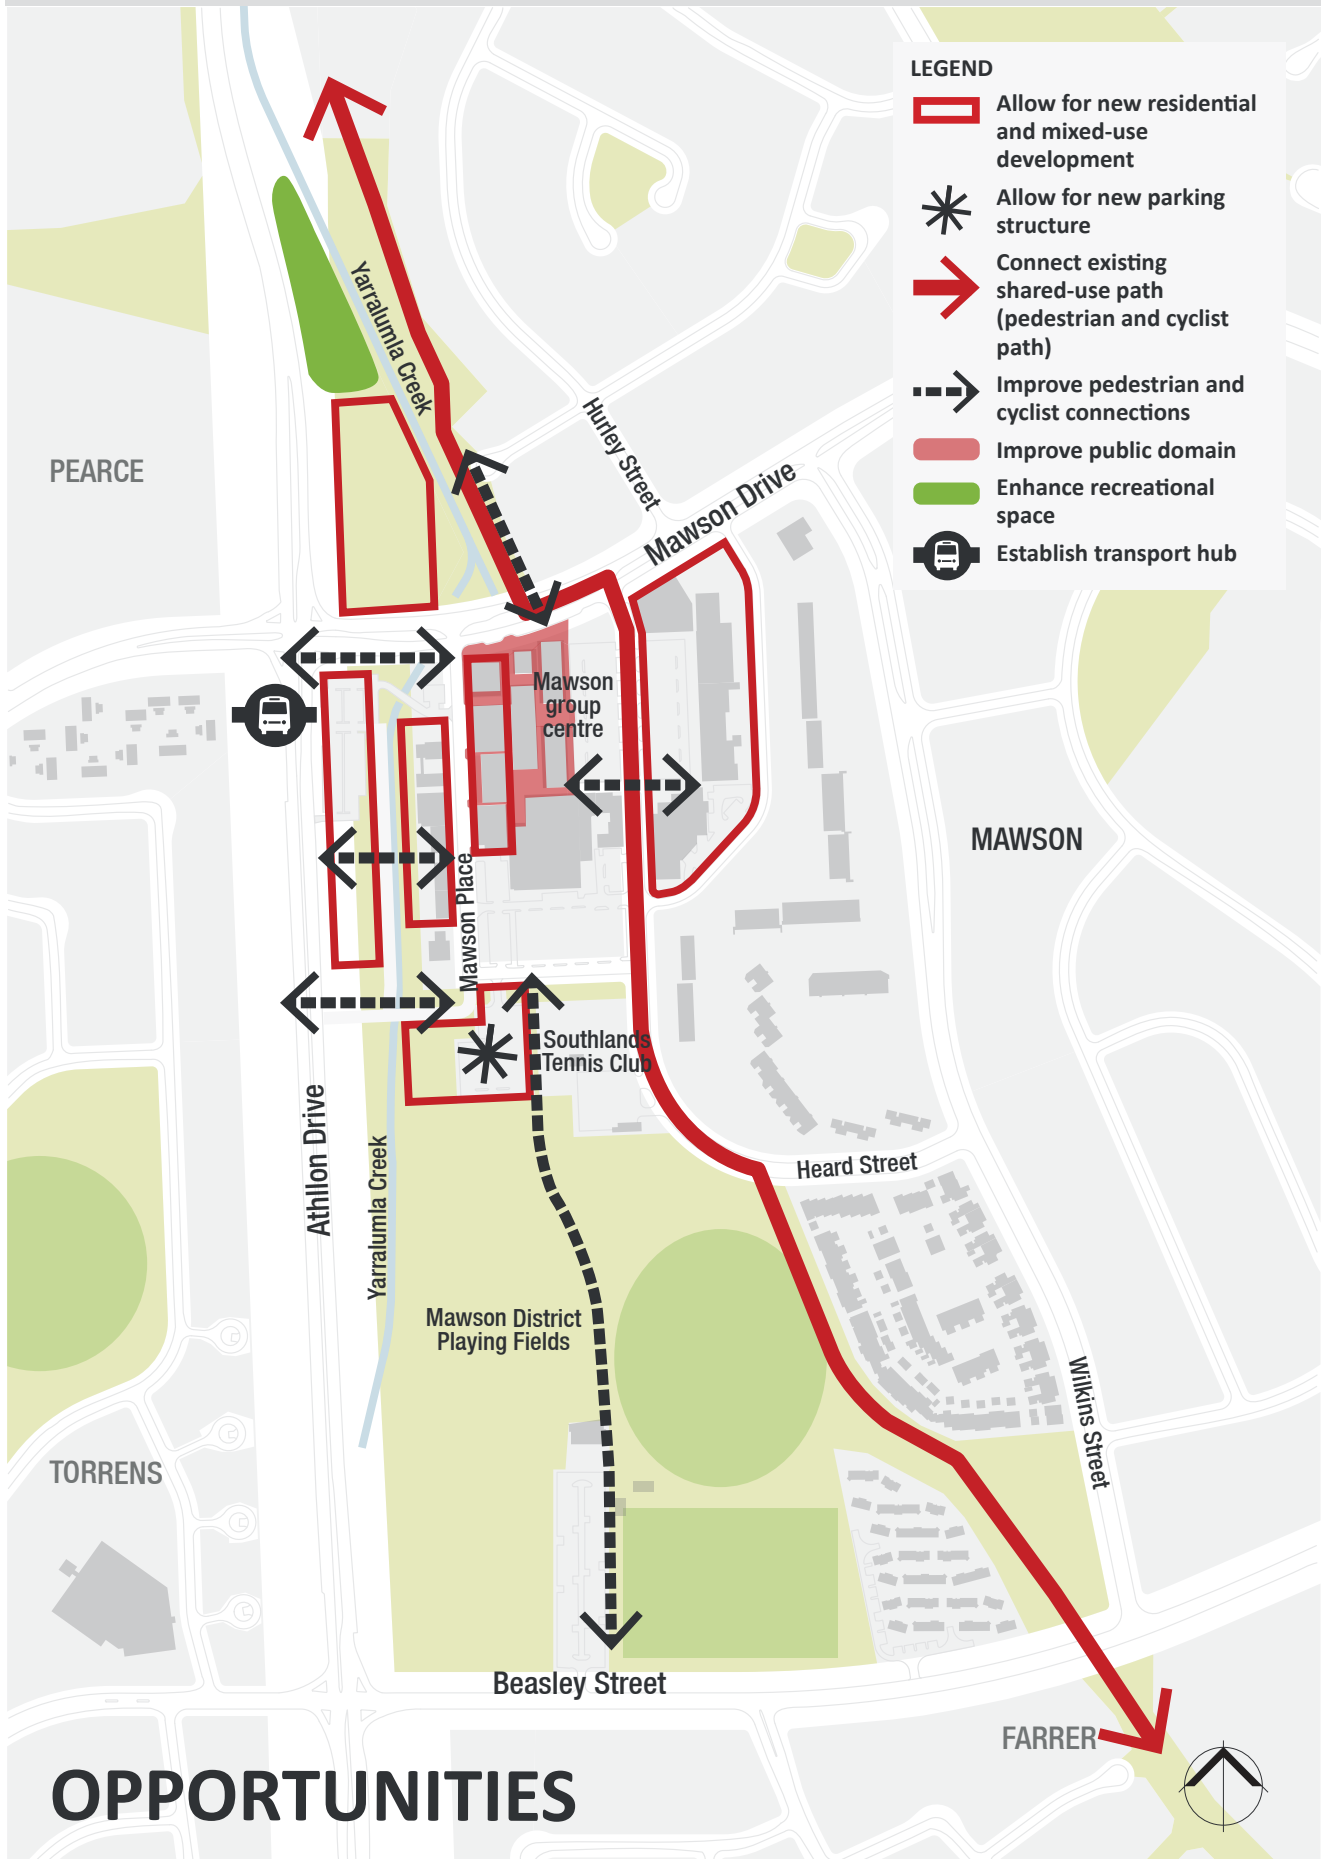 LEGEND
Allow for new residential
and mixed-use
development
Allow for new parking
structure
Connect existing
shared-use path
(pedestrian and cyclist
path)
Improve pedestrian and
cyclist connections
Improve public domain
Enhance recreational
space
Establish transport hub
Yarralumla Creek
PEARCE
Hurley Street
Mawson Drive
Mawson
group
centre
MAWSON
Mawson Place
Southlands
Tennis Club
Athllon Drive
Yarralumla Creek
Heard Street
Mawson District
Playing Fields
Wilkins Street
TORRENS
Beasley Street
FARRER
OPPORTUNITIES